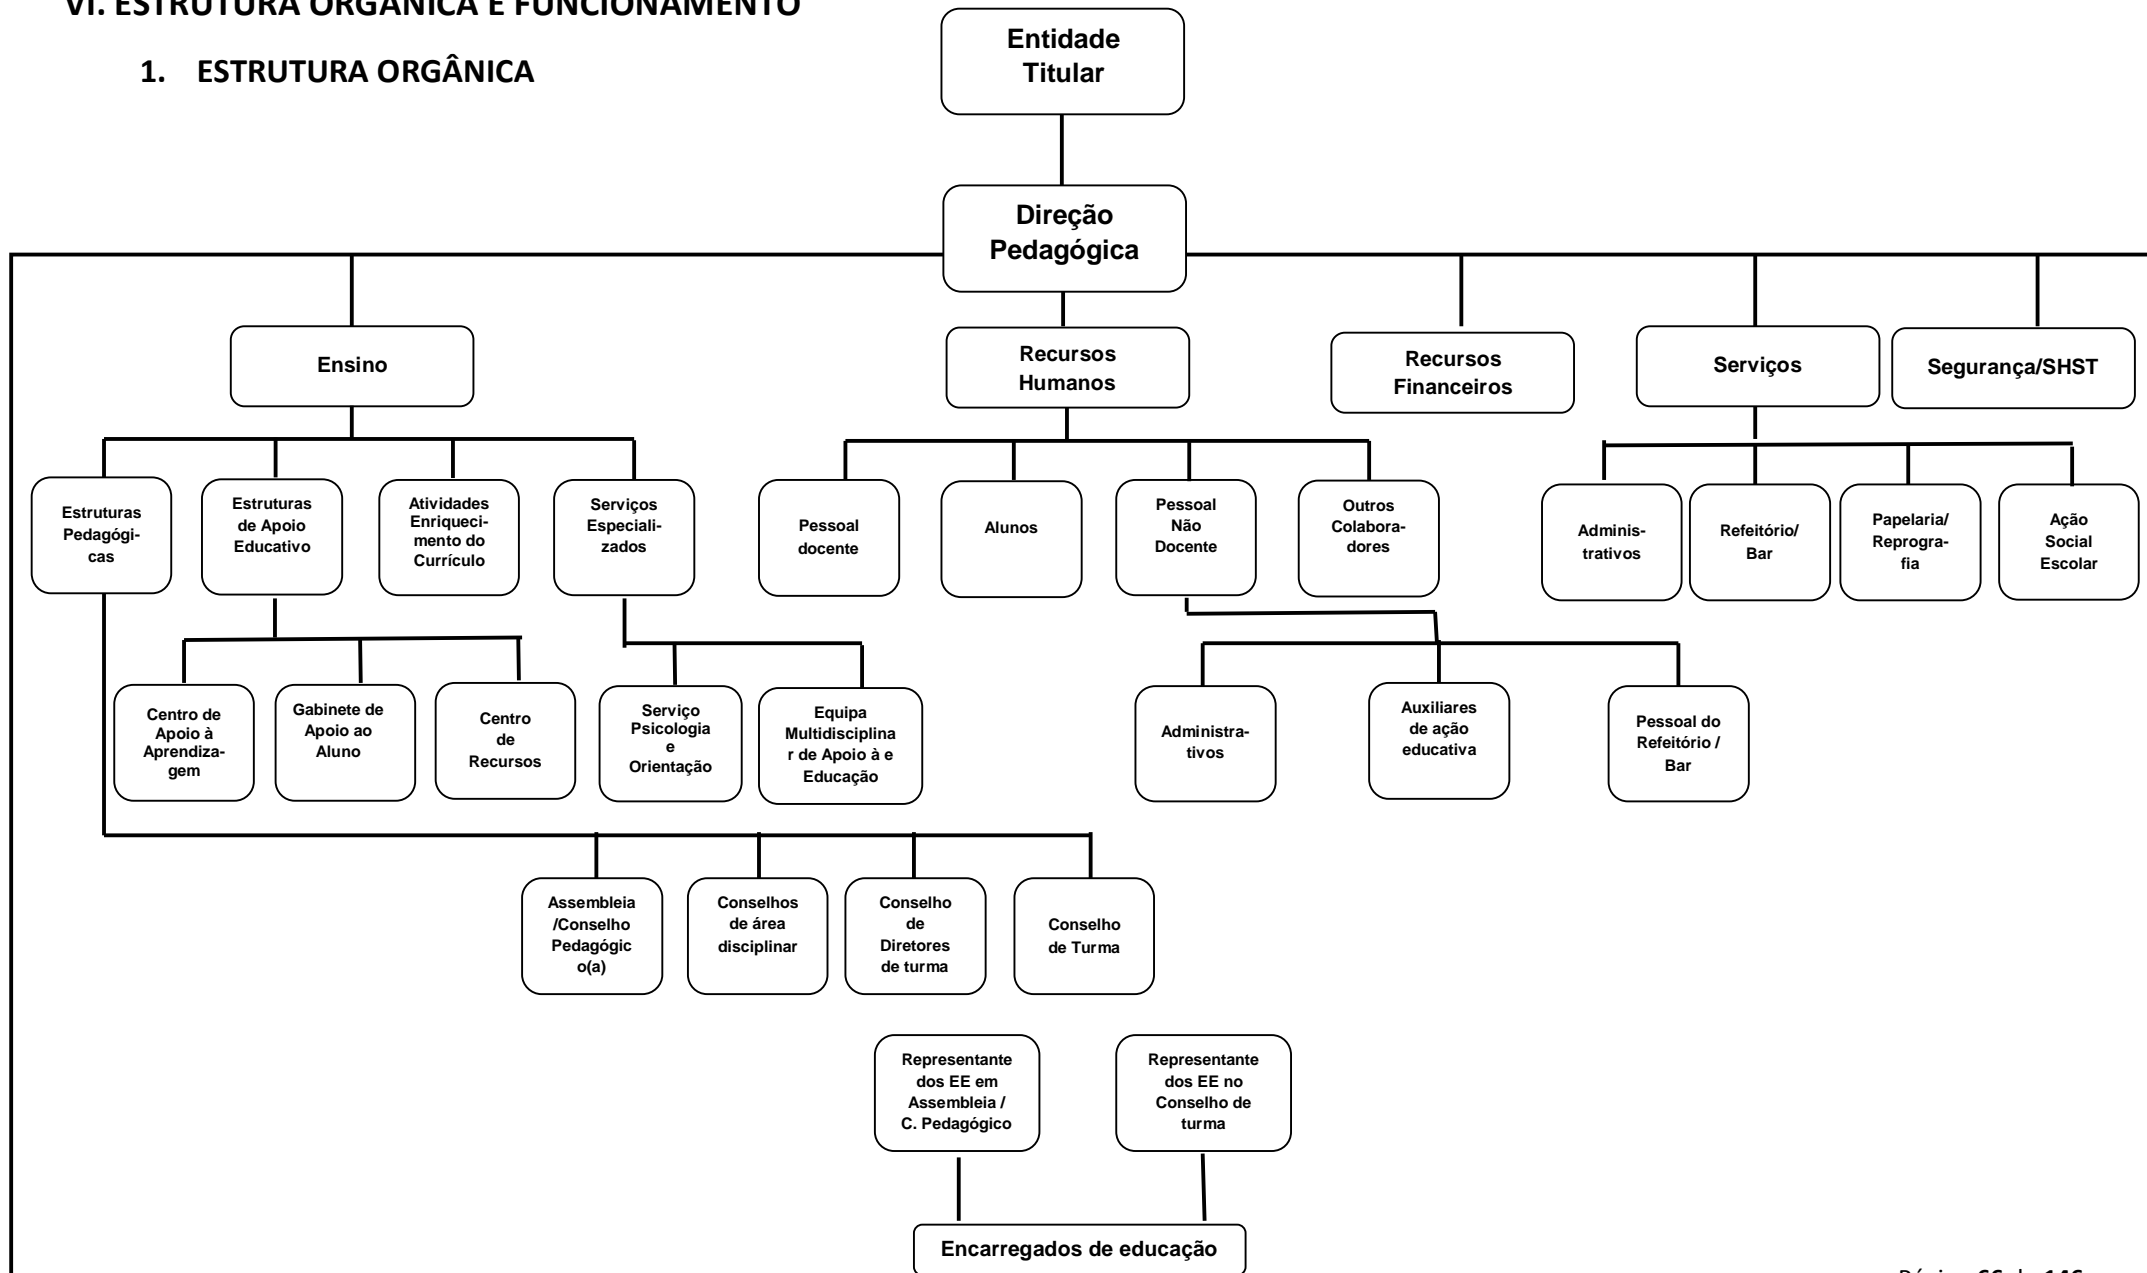 VI. ESTRUTURA ORGÂNICA E FUNCIONAMENTO
1. ESTRUTURA ORGÂNICA
Entidade
Titular
Direção
Pedagógica
Ensino
Recursos
Humanos
Recursos
Financeiros
Serviços
Segurança/SHST
Estruturas
Pedagógi-
cas
Estruturas
de Apoio
Educativo
Atividades
Enriqueci-
mento do
Currículo
Serviços
Especiali-
zados
Pessoal
docente
Alunos
Pessoal
Não
Docente
Outros
Colabora-
dores
Adminis-
trativos
Refeitório/
Bar
Papelaria/
Reprogra-
fia
Ação
Social
Escolar
Centro de
Apoio à
Aprendiza-
gem
Gabinete de
Apoio ao
Aluno
Centro
de
Recursos
Serviço
Psicologia
e
Orientação
Equipa
Multidisciplina
r de Apoio à e
Educação
Administra-
tivos
Auxiliares
de ação
educativa
Pessoal do
Refeitório /
Bar
Assembleia
/Conselho
Pedagógic
o(a)
Conselhos
de área
disciplinar
Conselho
de
Diretores
de turma
Conselho
de Turma
Representante
dos EE em
Assembleia /
C. Pedagógico
Representante
dos EE no
Conselho de
turma
Encarregados de educação
Página 66 de 146